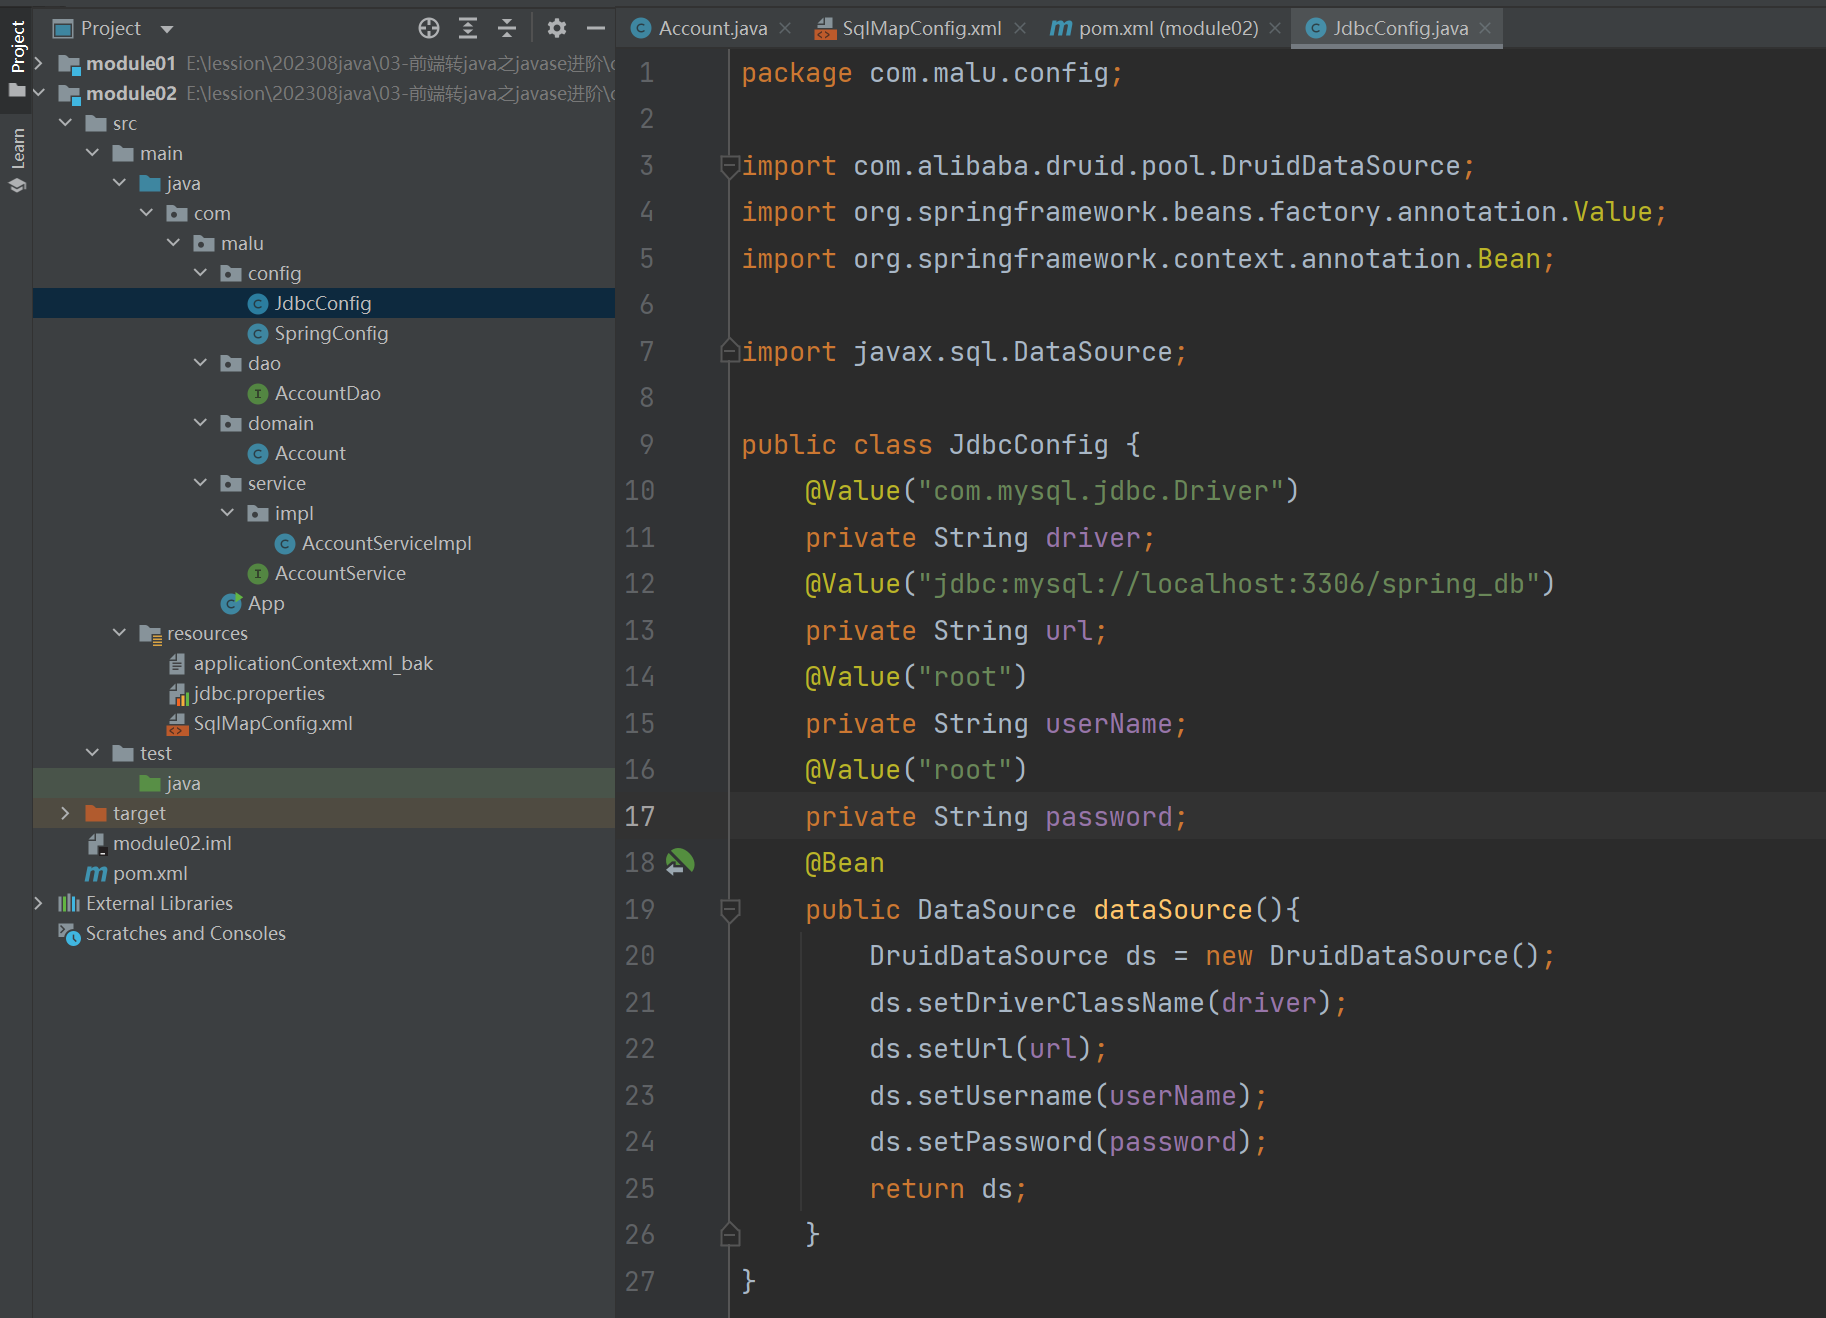 Project
Learn
Project
module01 E:\lession\202308java\03-前端转java之javase进阶\
module02 E:\lession\202308java\03-前端转java之javase进阶\
src
main
java
com
malu
config
JdbcConfig
SpringConfig
dao
AccountDao
domain
Account
service
impl
AccountServiceImpl
AccountService
App
resources
applicationContext.xml_bak
jdbc.properties
SqlMapConfig.xml
test
java
target
module02.iml
pom.xml
External Libraries
Scratches and Consoles
Account.java SqlMapConfig.xml pom.xml (module02) JdbcConfig.java
1 package com.malu.config;
2
3 import com.alibaba.druid.pool.DruidDataSource;
4 import org.springframework.beans.factory.annotation.Value;
5 import org.springframework.context.annotation.Bean;
6
7 import javax.sql.DataSource;
8
9 public class JdbcConfig {
10 @Value("com.mysql.jdbc.Driver")
11 private String driver;
12 @Value("jdbc:mysql://localhost:3306/spring_db")
13 private String url;
14 @Value("root")
15 private String userName;
16 @Value("root")
17 private String password;
18 @Bean
19 public DataSource dataSource(){
20 DruidDataSource ds = new DruidDataSource();
21 ds.setDriverClassName(driver);
22 ds.setUrl(url);
23 ds.setUsername(userName);
24 ds.setPassword(password);
25 return ds;
26 }
27 }